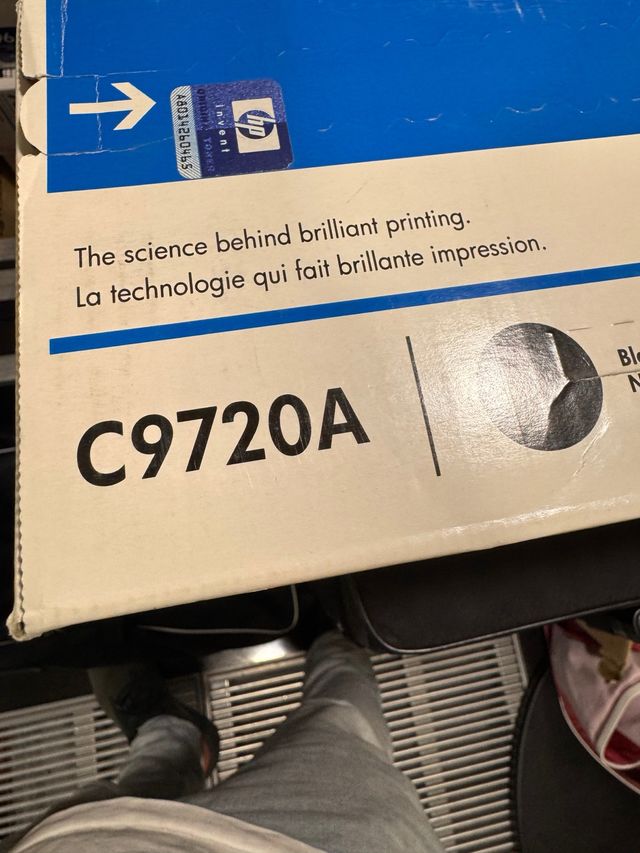 hp
invent
The science behind brilliant printing.
La technologie qui fait brillante impression.
C9720A